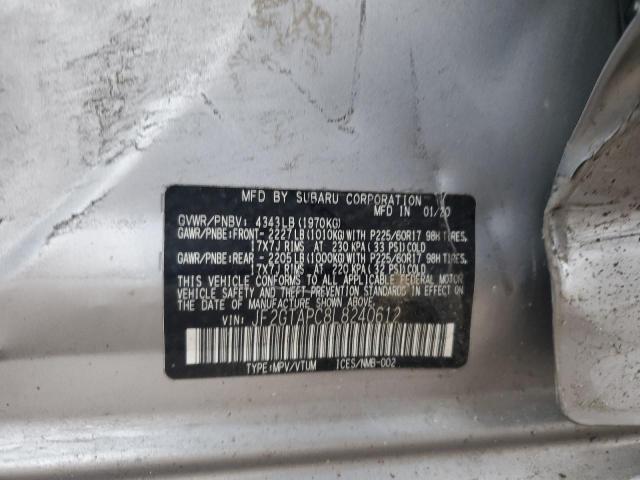 MFD BY SUBARU CORPORATION
MFD IN 01/20
GVWR/PNBV: 4343LB(1970KG)
GAWR/PNBE:FRONT- 2227LB(1010KG)WITH P225/60R17 98H TIRES.
17X7J RIMS AT 230 KPA (33 PSI)COLD
GAWR/PNBE:REAR - 2205LB(1000KG)WITH P225/60R17 98H TIRES.
17X7J RIMS AT 220 KPA (32 PSI)COLD
THIS VEHICLE CONFORMS TO ALL APPLICABLE FEDERAL MOTOR
VEHICLE SAFETY AND THEFT PREVENTION STANDARDS IN EFFECT
ON THE DATE OF MANUFACTURE SHOWN ABOVE.
VIN: JF2GTAPC8L8240612
TYPE:MPV/VTUM ICES/NMB-002